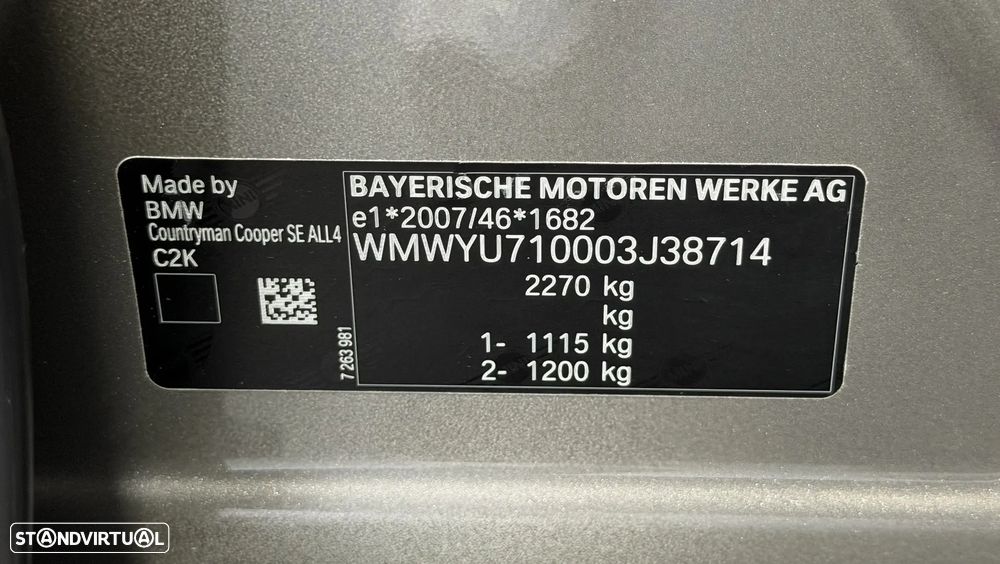 Made by
BMW
Countryman Cooper SE ALL4
C2K
7 263 981
BAYERISCHE MOTOREN WERKE AG
e1*2007/46*1682
WMWYU710003J38714
2270 kg
kg
1- 1115 kg
2- 1200 kg
STANDVIRTUAL